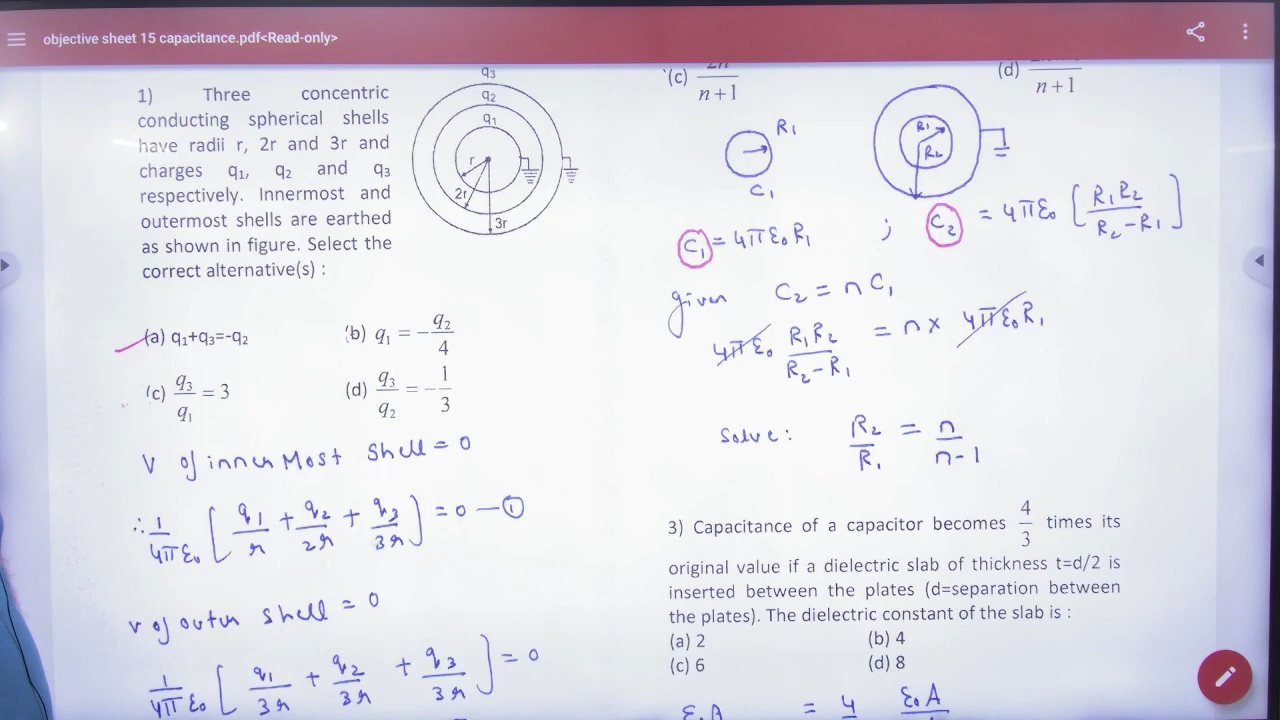 objective sheet 15 capacitance.pdf<Read-only>
1) Three concentric
conducting spherical shells
have radii r, 2r and 3r and
charges q₁, q₂ and q₃
respectively. Innermost and
outermost shells are earthed
as shown in figure. Select the
correct alternative(s) :
q₃
q₂
q₁
r
2r
3r
(a) q₁+q₃=-q₂
(b) q₁ = -q₂/4
(c) q₃/q₁ = 3
(d) q₃/q₂ = -1/3
V of inner Most Shell = 0
∴ 1/4πε₀ [q₁/r + q₂/2r + q₃/3r] = 0 — ①
V of outer Shell = 0
1/4πε₀ [q₁/3r + q₂/3r + q₃/3r] = 0
(c) 2n/n+1
(d) /n+1
R₁
C₁
R₁
R₂
C₁ = 4πε₀R₁ ; C₂ = 4πε₀ [R₁R₂/R₂-R₁]
given C₂ = nC₁
4πε₀ R₁R₂/R₂-R₁ = n× 4πε₀R₁
Solve: R₂/R₁ = n/n-1
3) Capacitance of a capacitor becomes 4/3 times its
original value if a dielectric slab of thickness t=d/2 is
inserted between the plates (d=separation between
the plates). The dielectric constant of the slab is :
(a) 2 (b) 4
(c) 6 (d) 8
ε₀A = 4 ε₀A